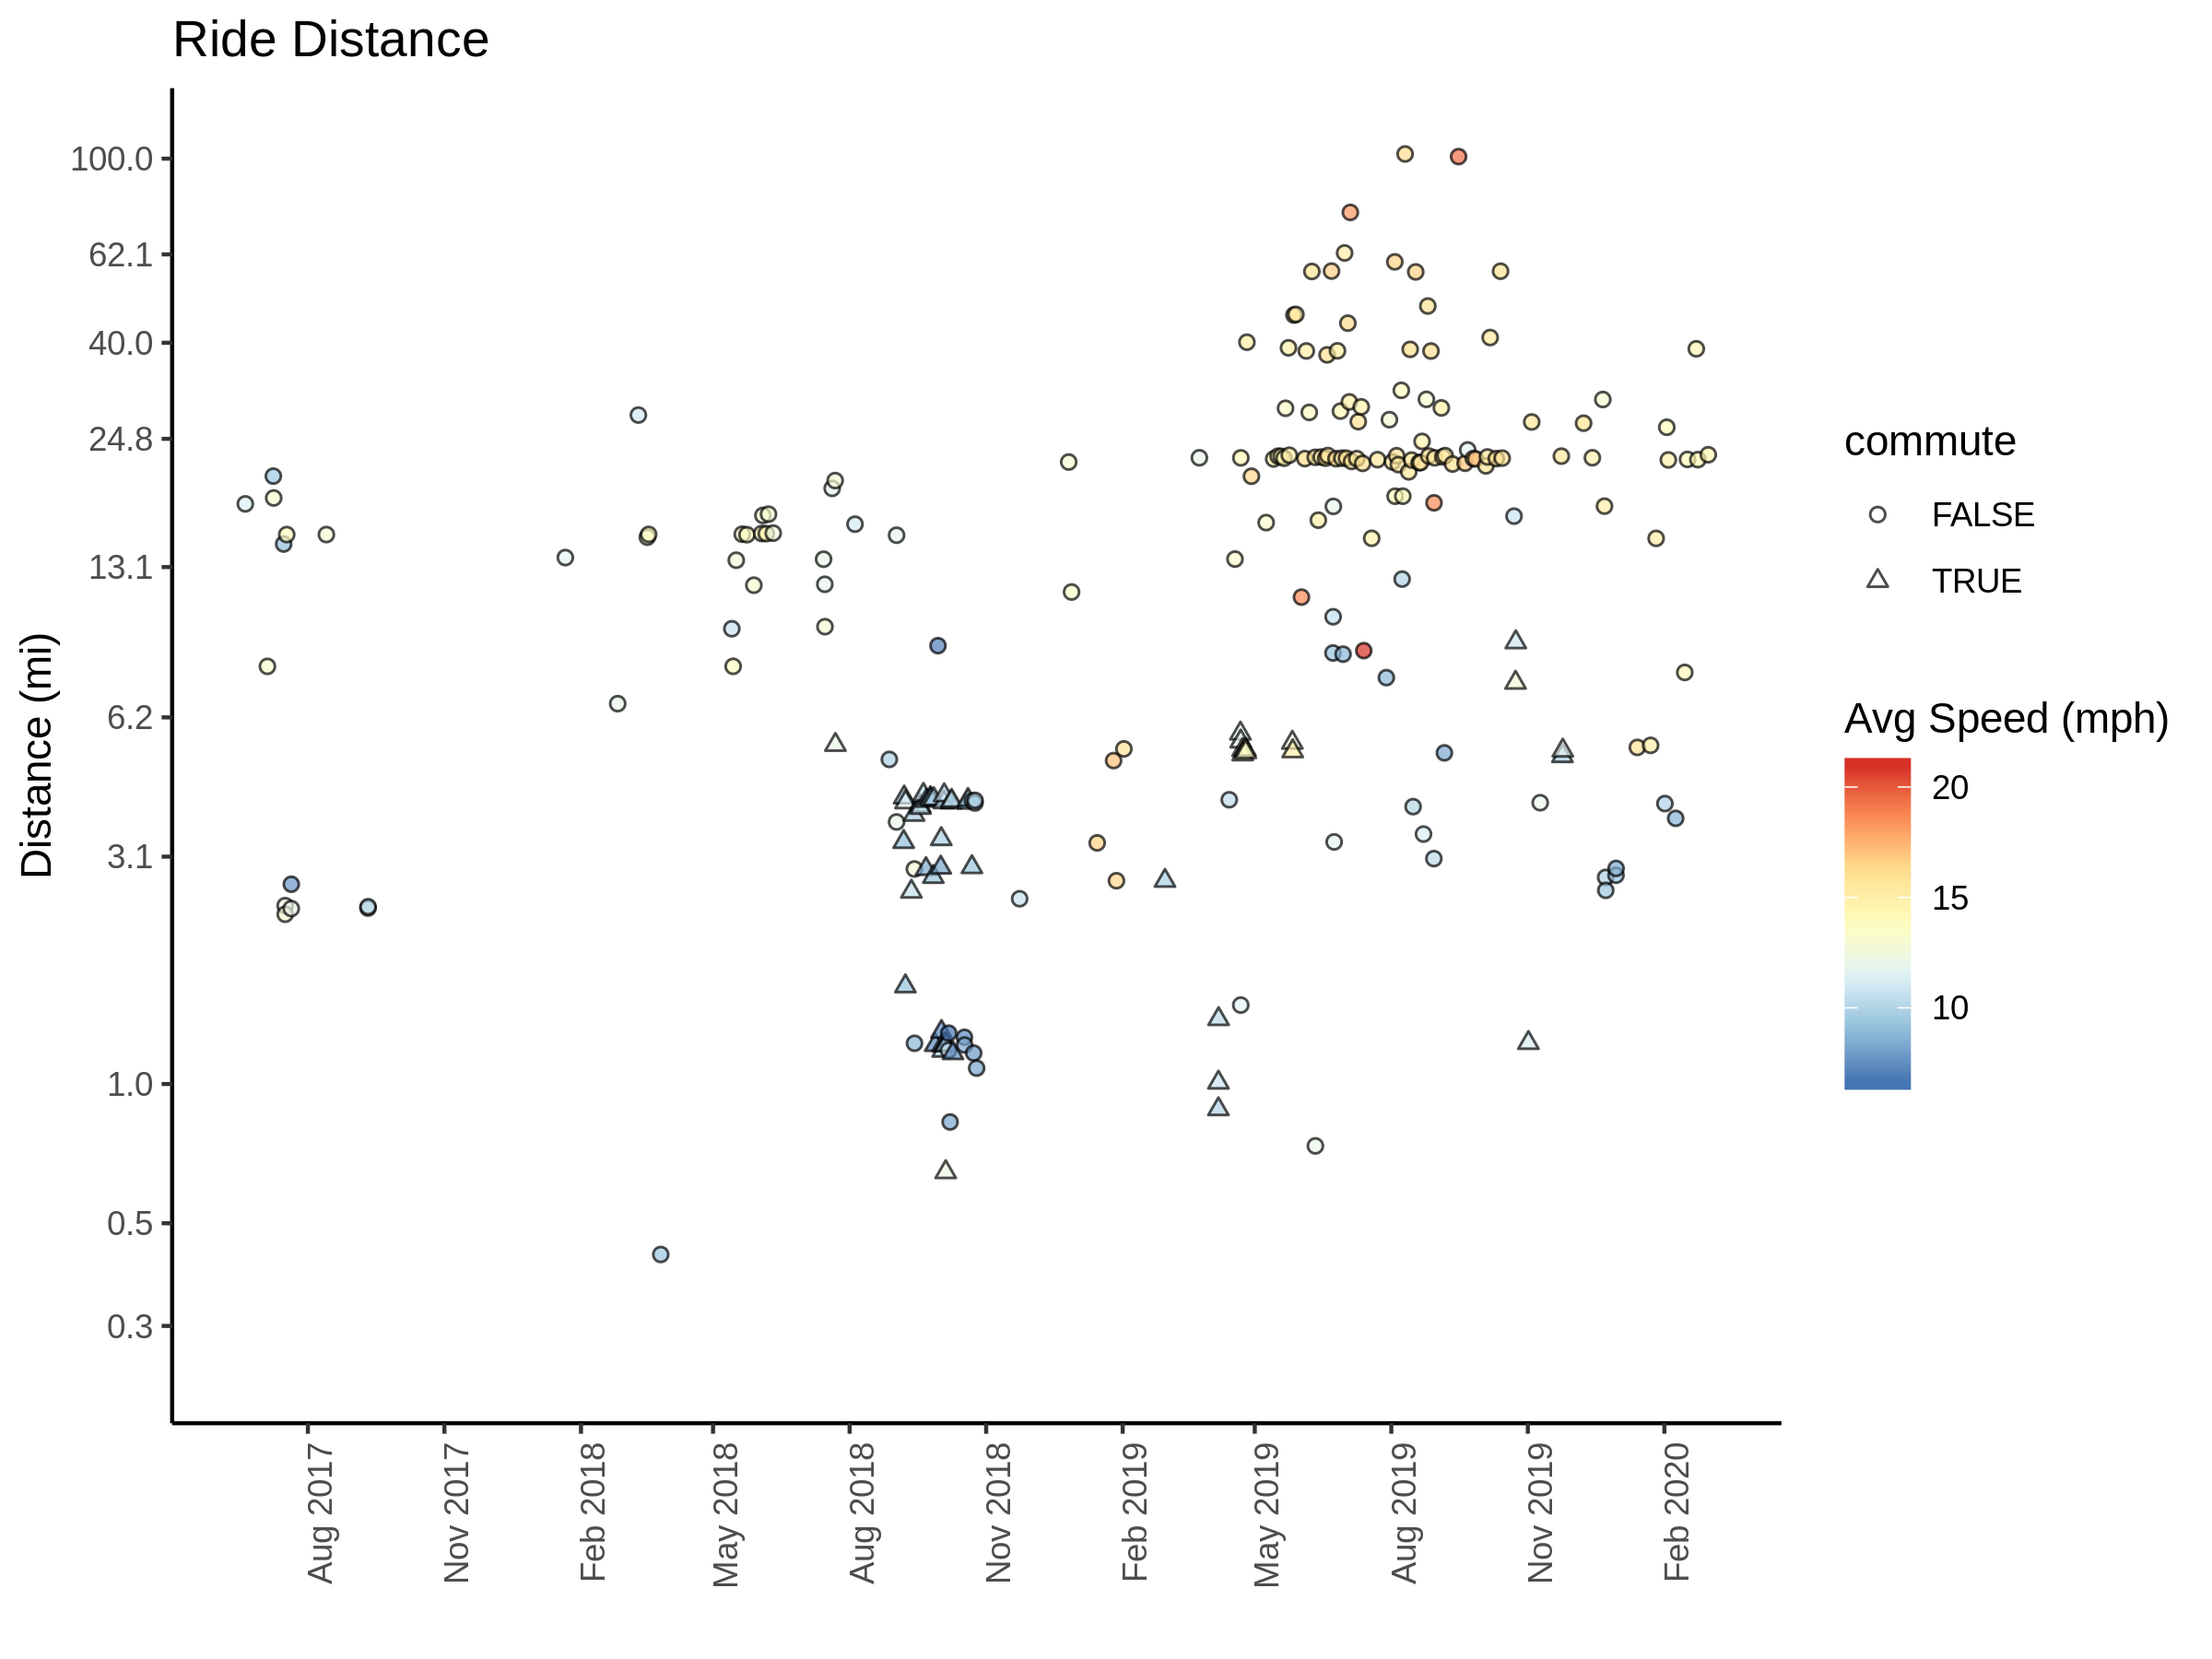 Ride Distance
Distance (mi)
100.0
62.1
40.0
24.8
13.1
6.2
3.1
1.0
0.5
0.3
Aug 2017
Nov 2017
Feb 2018
May 2018
Aug 2018
Nov 2018
Feb 2019
May 2019
Aug 2019
Nov 2019
Feb 2020
commute
FALSE
TRUE
Avg Speed (mph)
20
15
10